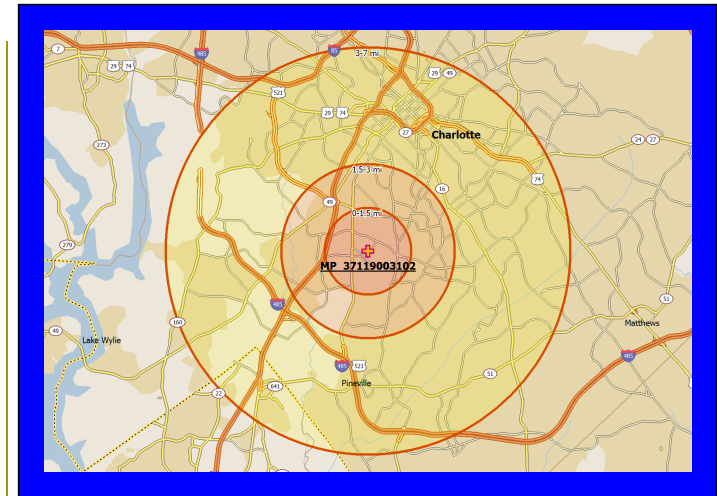 7
485
85
3-7 mi
29 74
29 49
521
29 74
27
Charlotte
273
24 27
74
1.5-3 mi
16
49
0-1.5 mi
279
MP_37119003102
485
51
160
Matthews
49
Lake Wylie
485
485 521
51
Pineville
641
22